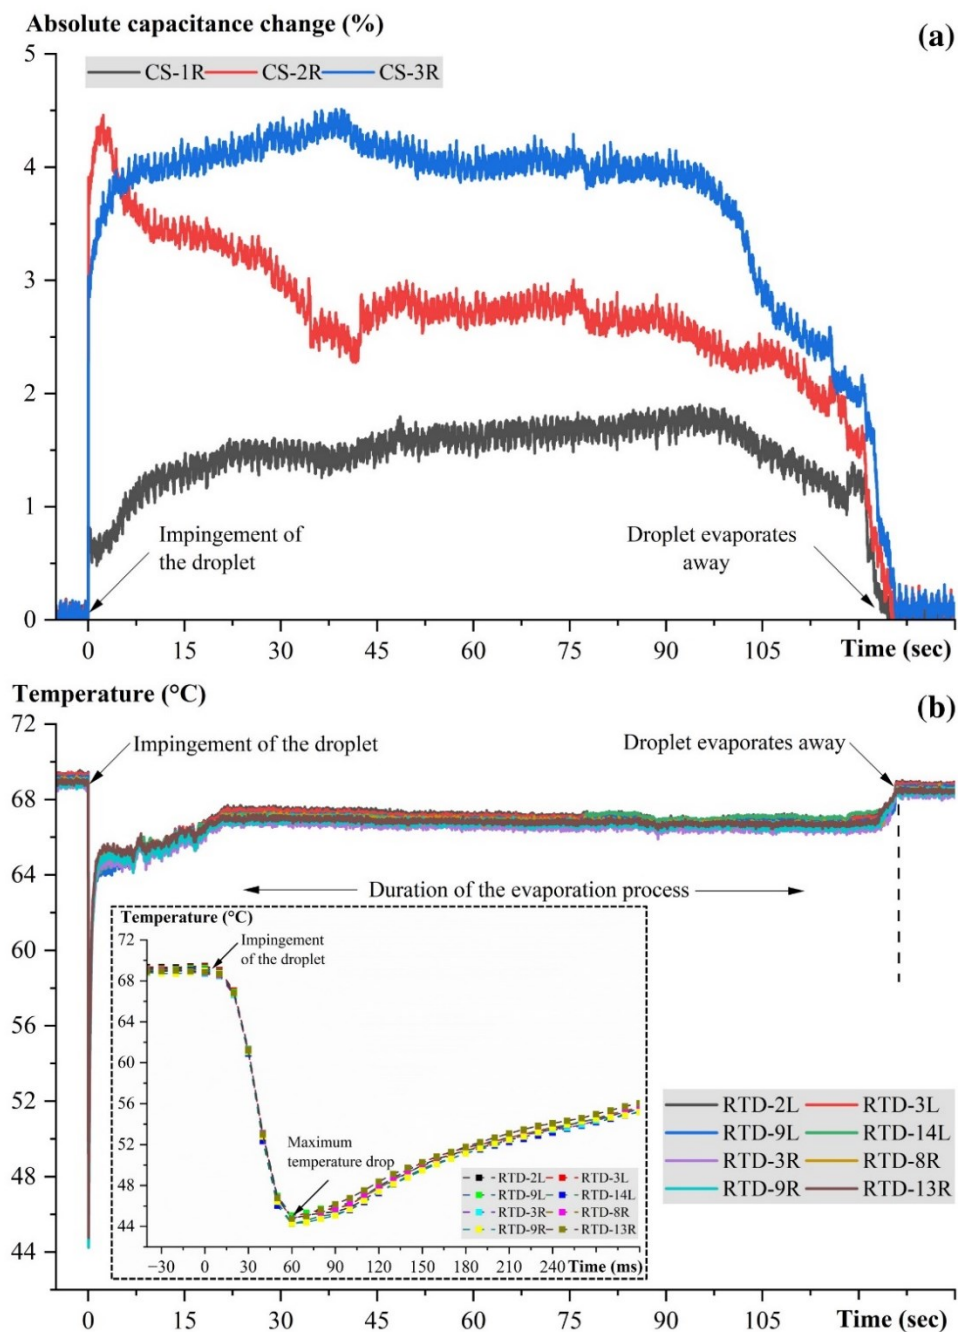 Absolute capacitance change (%)
(a)
5
CS-1R CS-2R CS-3R
4
3
2
1
Impingement of
the droplet
Droplet evaporates
away
0
0 15 30 45 60 75 90 105 Time (sec)
Temperature (°C)
(b)
72
Impingement of the droplet
Droplet evaporates away
68
64
Duration of the evaporation process
60
56
52
48
44
Temperature (°C)
72
Impingement
of the droplet
68
64
60
56
52
Maximum
temperature drop
48
44
RTD-2L RTD-3L
RTD-9L RTD-14L
RTD-3R RTD-8R
RTD-9R RTD-13R
−30 0 30 60 90 120 150 180 210 240 Time (ms)
RTD-2L RTD-3L
RTD-9L RTD-14L
RTD-3R RTD-8R
RTD-9R RTD-13R
0 15 30 45 60 75 90 105 Time (sec)